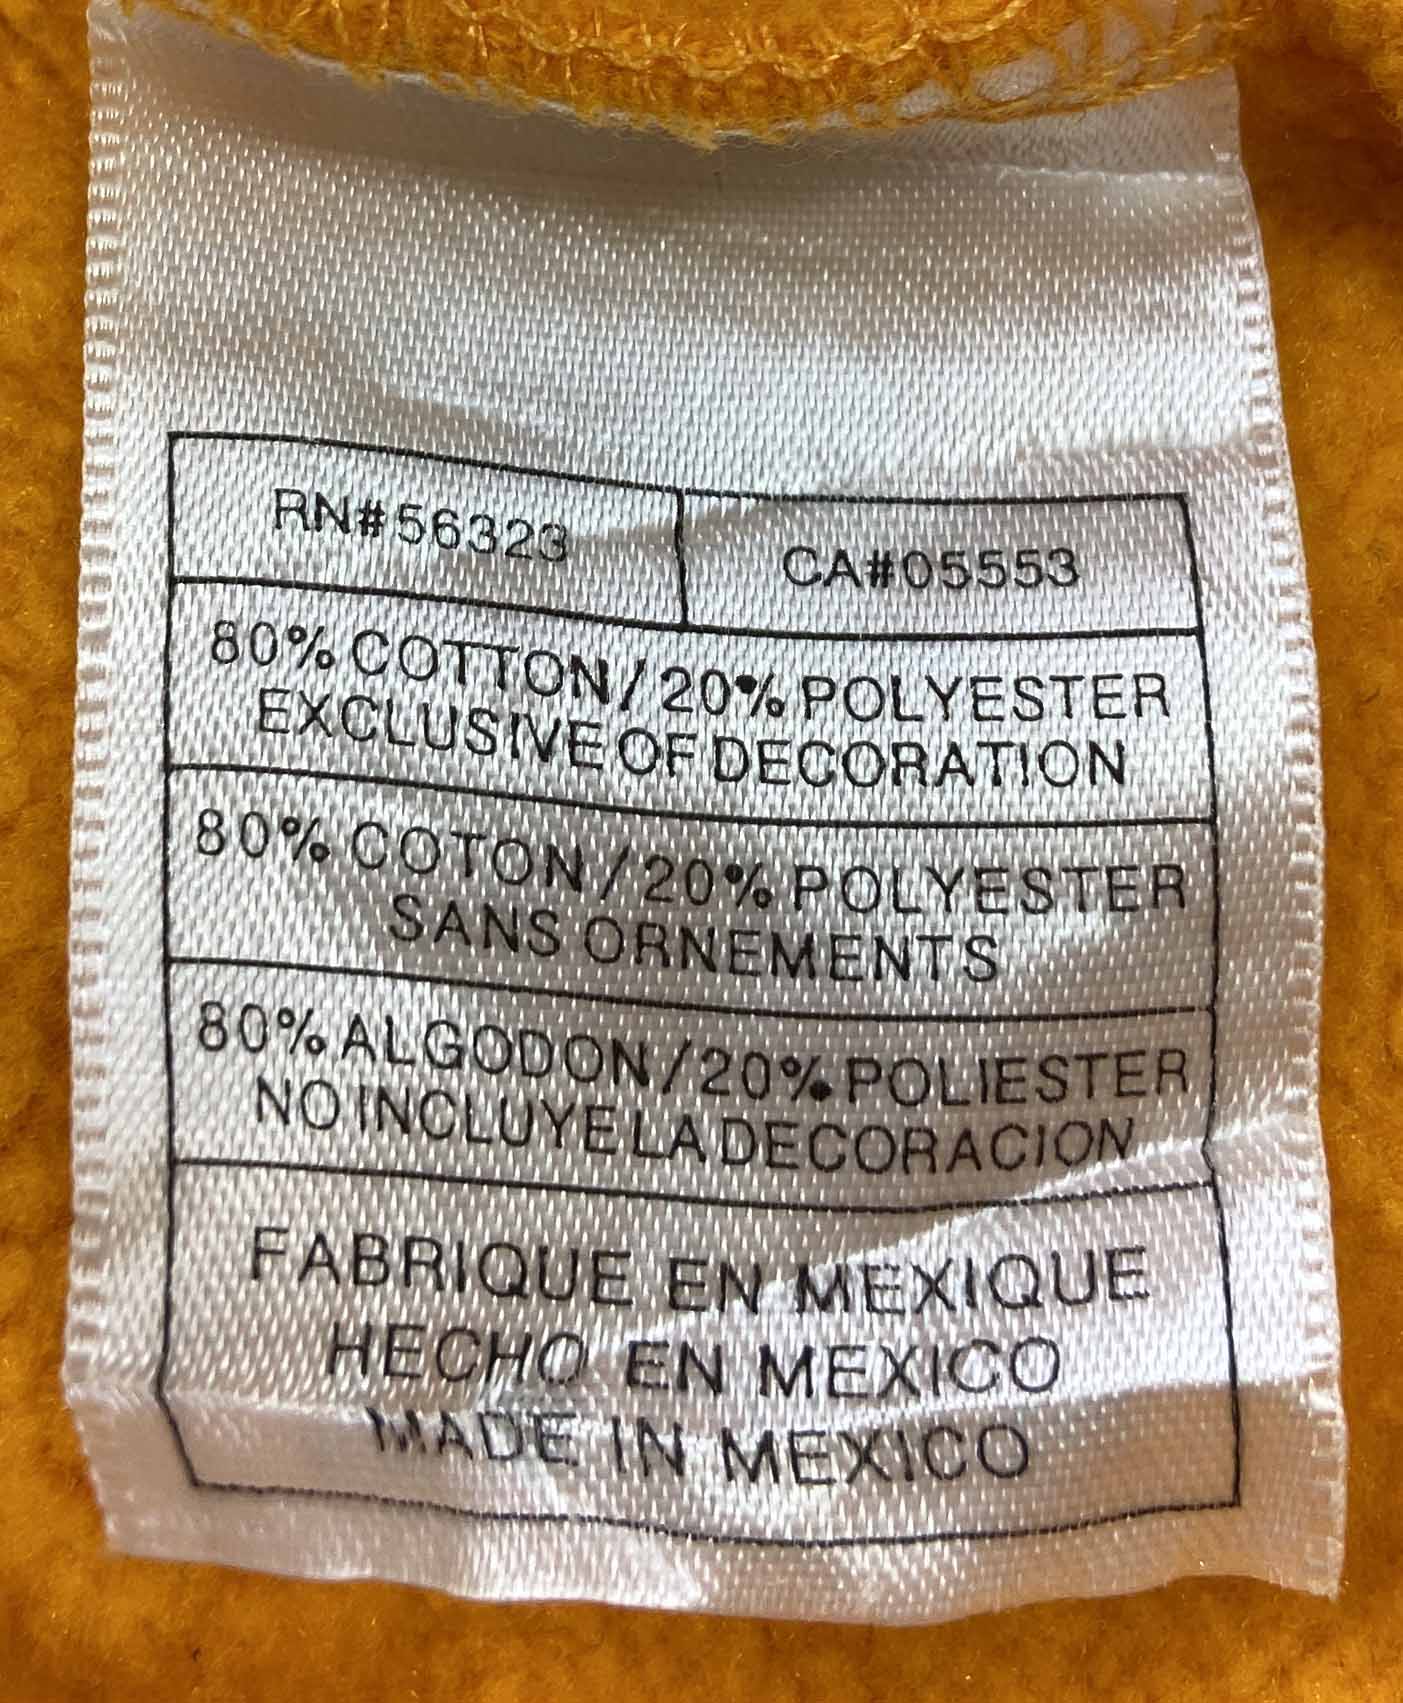 RN#56323 CA#05553
80% COTTON/20% POLYESTER
EXCLUSIVE OF DECORATION
80% COTON/20% POLYESTER
SANS ORNEMENTS
80% ALGODON/20% POLIESTER
NO INCLUYE LA DECORACION
FABRIQUE EN MEXIQUE
HECHO EN MEXICO
MADE IN MEXICO